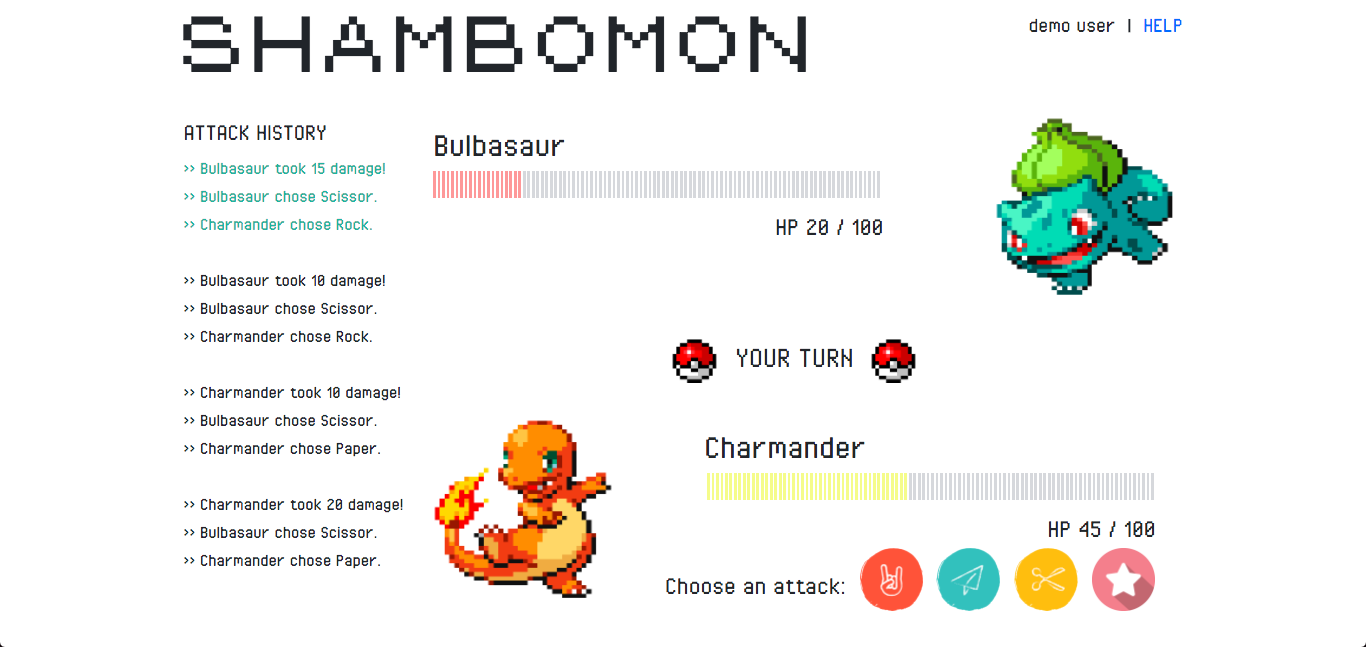 SHAMBOMON
demo user | HELP
ATTACK HISTORY
>> Bulbasaur took 15 damage!
>> Bulbasaur chose Scissor.
>> Charmander chose Rock.
>> Bulbasaur took 10 damage!
>> Bulbasaur chose Scissor.
>> Charmander chose Rock.
>> Charmander took 10 damage!
>> Bulbasaur chose Scissor.
>> Charmander chose Paper.
>> Charmander took 20 damage!
>> Bulbasaur chose Scissor.
>> Charmander chose Paper.
Bulbasaur
HP 20 / 100
YOUR TURN
Charmander
HP 45 / 100
Choose an attack: